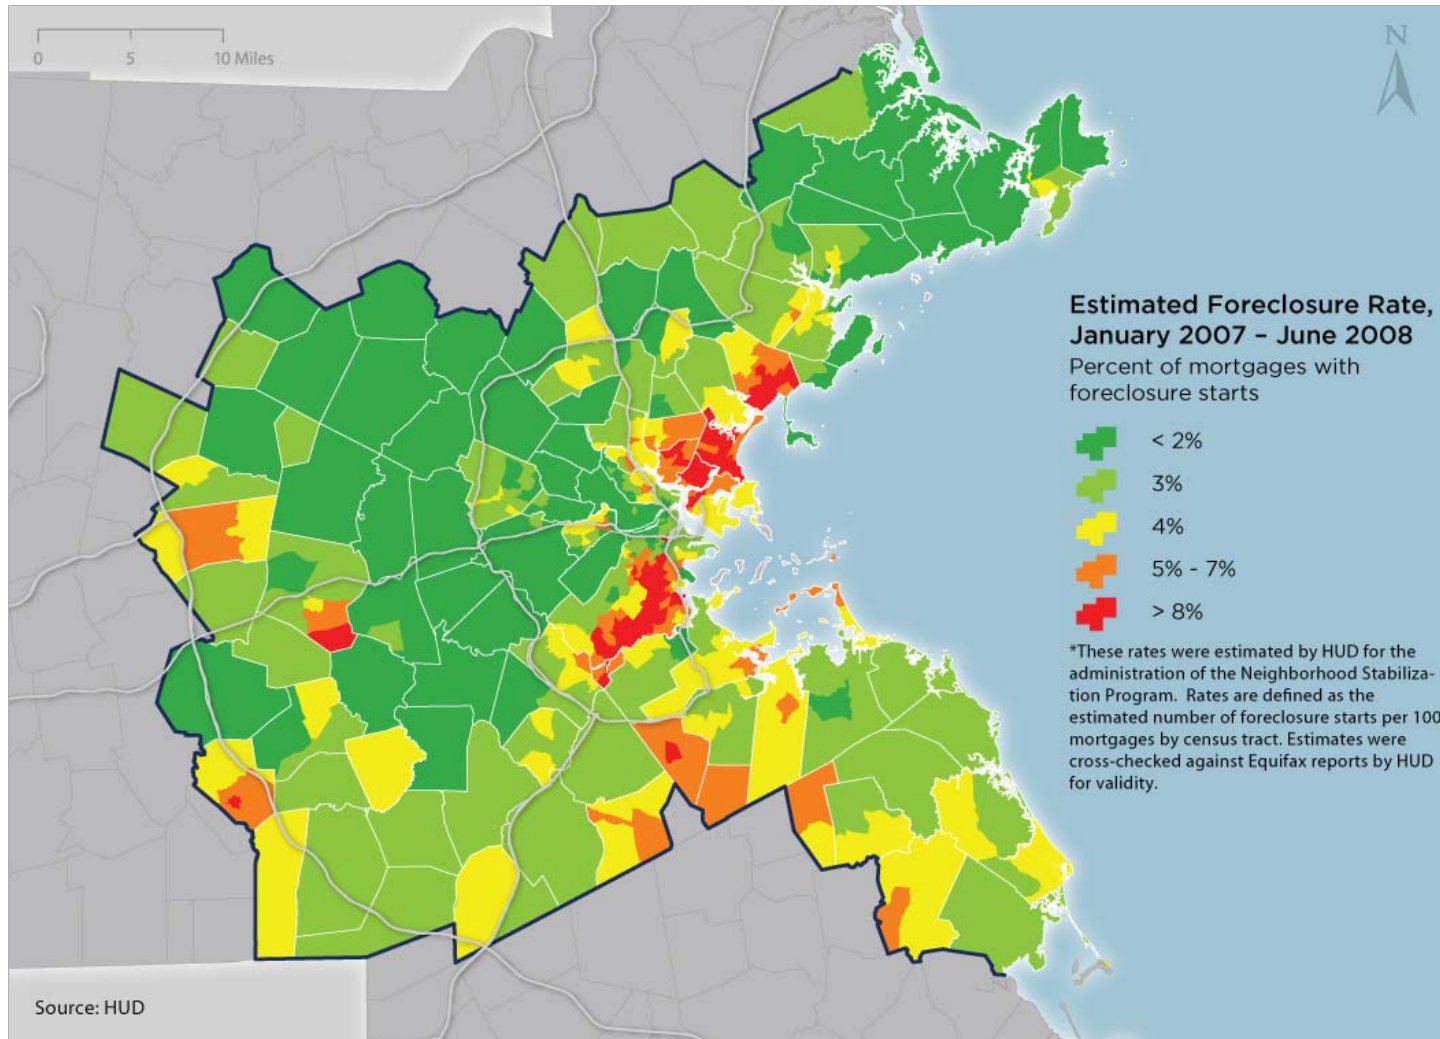 0 5 10 Miles
N
Estimated Foreclosure Rate,
January 2007 – June 2008
Percent of mortgages with
foreclosure starts
< 2%
3%
4%
5% - 7%
> 8%
*These rates were estimated by HUD for the
administration of the Neighborhood Stabiliza-
tion Program. Rates are defined as the
estimated number of foreclosure starts per 100
mortgages by census tract. Estimates were
cross-checked against Equifax reports by HUD
for validity.
Source: HUD